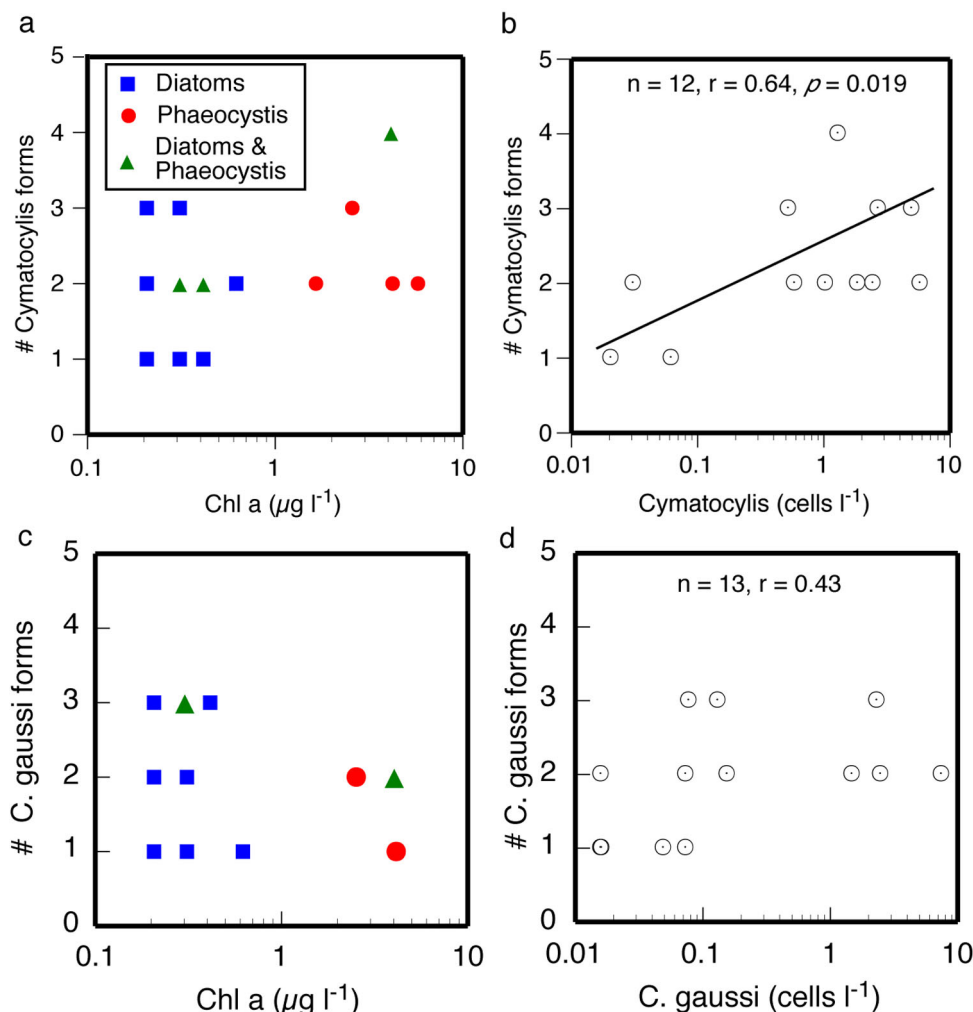 a
# Cymatocylis forms
5
4
3
2
1
0
Diatoms
Phaeocystis
Diatoms &
Phaeocystis
0.1
1
10
Chl a (µg l⁻¹)
b
# Cymatocylis forms
5
4
3
2
1
0
n = 12, r = 0.64, p = 0.019
0.01
0.1
1
10
Cymatocylis (cells l⁻¹)
c
# C. gaussi forms
5
4
3
2
1
0
0.1
1
10
Chl a (µg l⁻¹)
d
# C. gaussi forms
5
4
3
2
1
0
n = 13, r = 0.43
0.01
0.1
1
10
C. gaussi (cells l⁻¹)